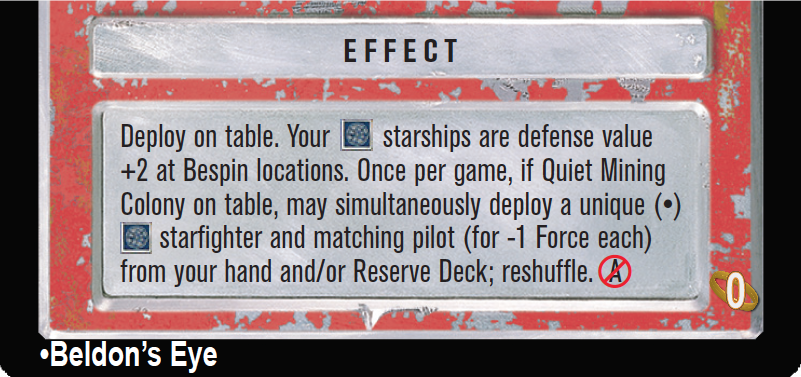 EFFECT
Deploy on table. Your starships are defense value
+2 at Bespin locations. Once per game, if Quiet Mining
Colony on table, may simultaneously deploy a unique (•)
starfighter and matching pilot (for -1 Force each)
from your hand and/or Reserve Deck; reshuffle. A
0
•Beldon's Eye